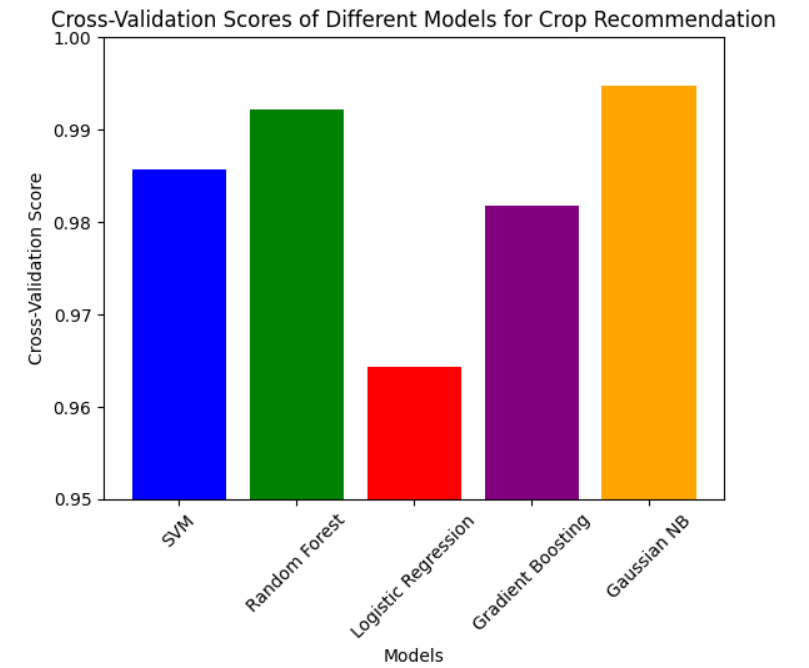 Cross-Validation Scores of Different Models for Crop Recommendation
1.00
0.99
0.98
0.97
0.96
0.95
Cross-Validation Score
SVM
Random Forest
Logistic Regression
Gradient Boosting
Gaussian NB
Models